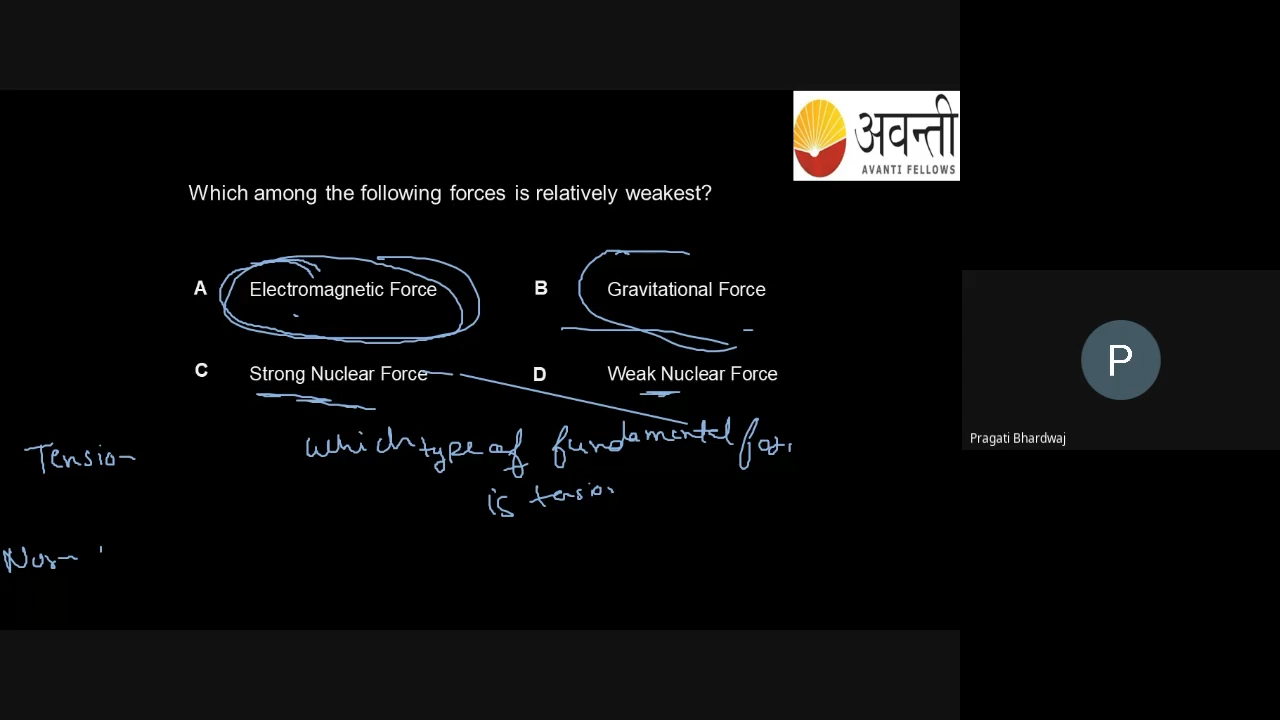 अवन्ती
AVANTI FELLOWS
Which among the following forces is relatively weakest?
A Electromagnetic Force B Gravitational Force
C Strong Nuclear Force D Weak Nuclear Force
which type of fundamental
Tension
is tension
P
Pragati Bhardwaj